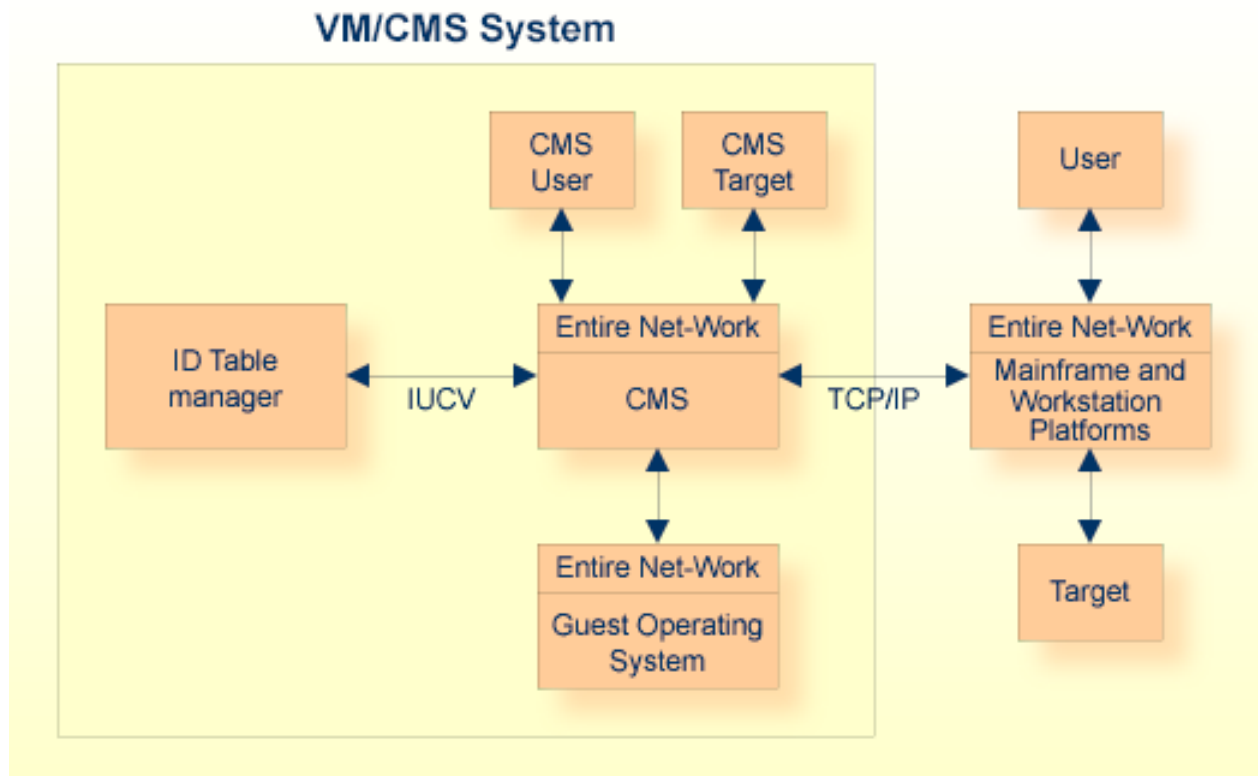 VM/CMS System
CMS
User
CMS
Target
User
ID Table
manager
IUCV
Entire Net-Work
CMS
TCP/IP
Entire Net-Work
Mainframe and
Workstation
Platforms
Entire Net-Work
Guest Operating
System
Target